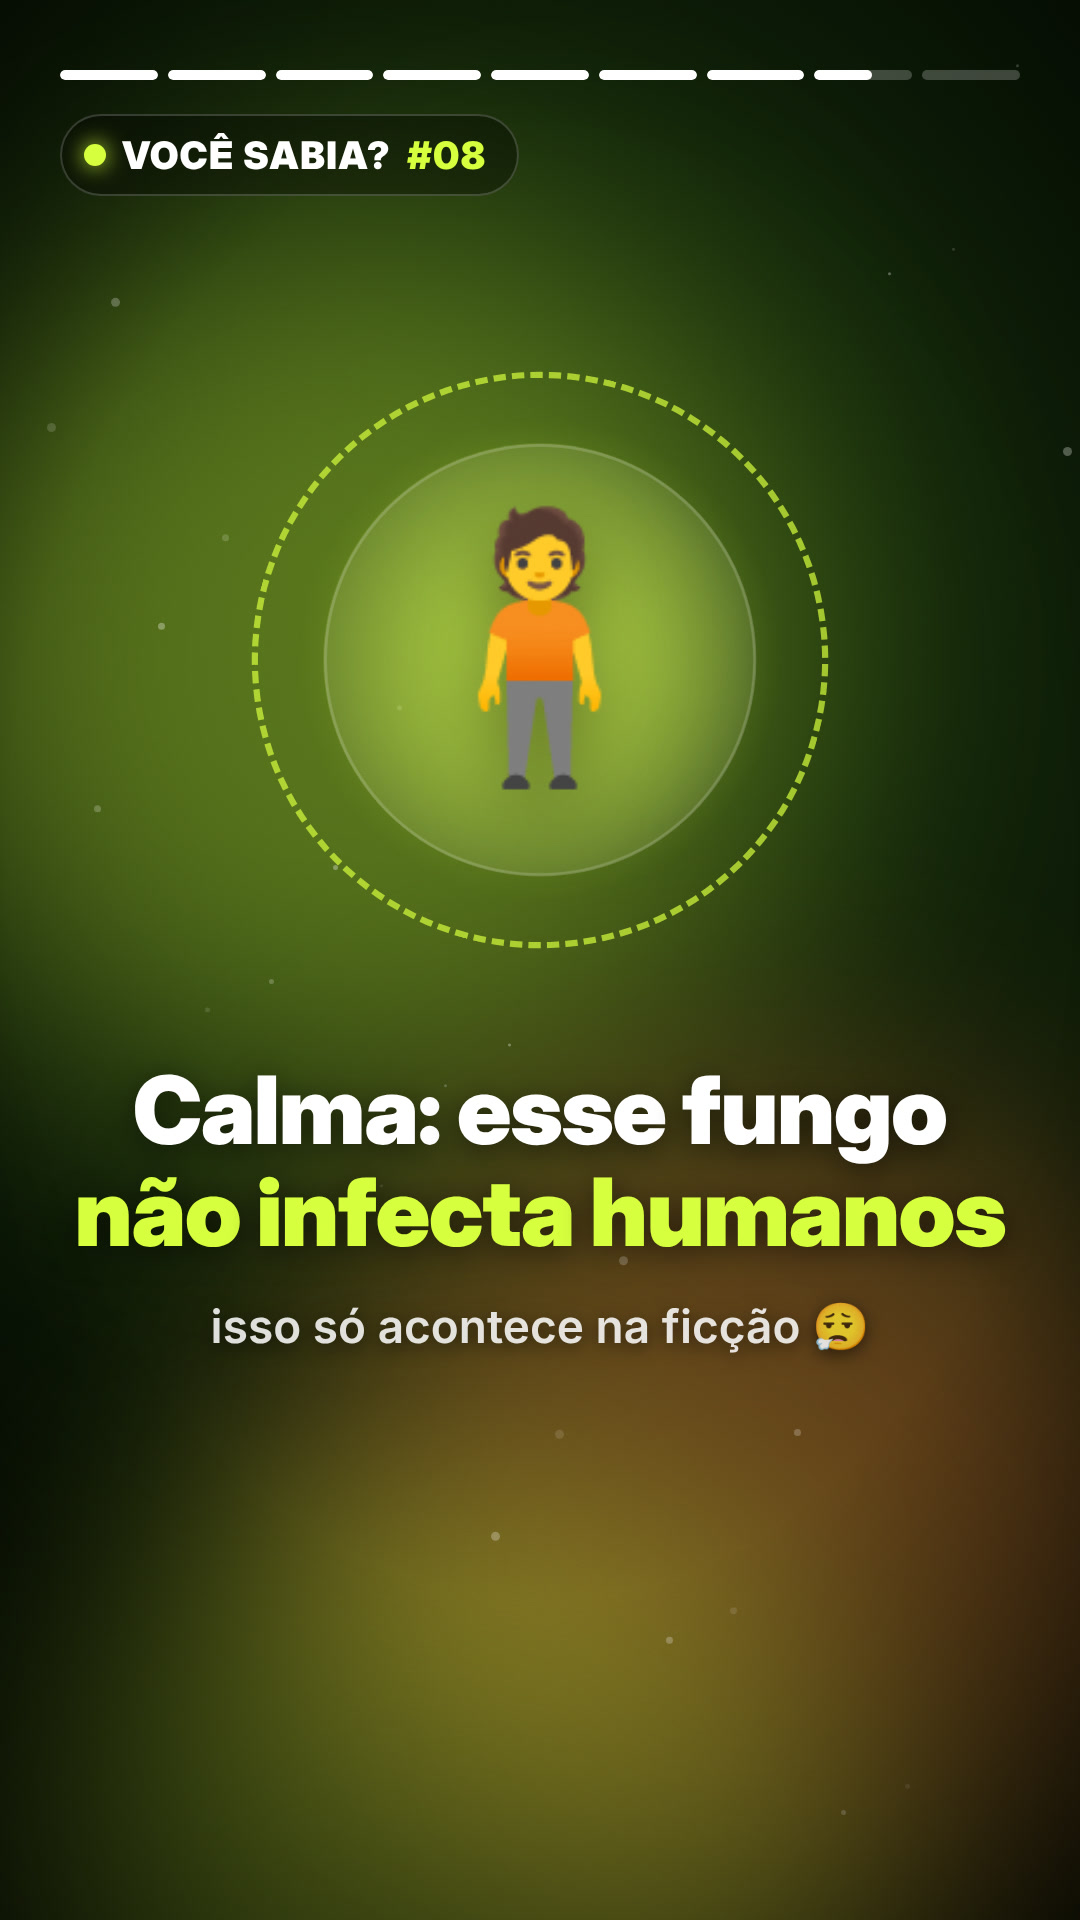 VOCÊ SABIA? #08
Calma: esse fungo
não infecta humanos
isso só acontece na ficção 😮‍💨